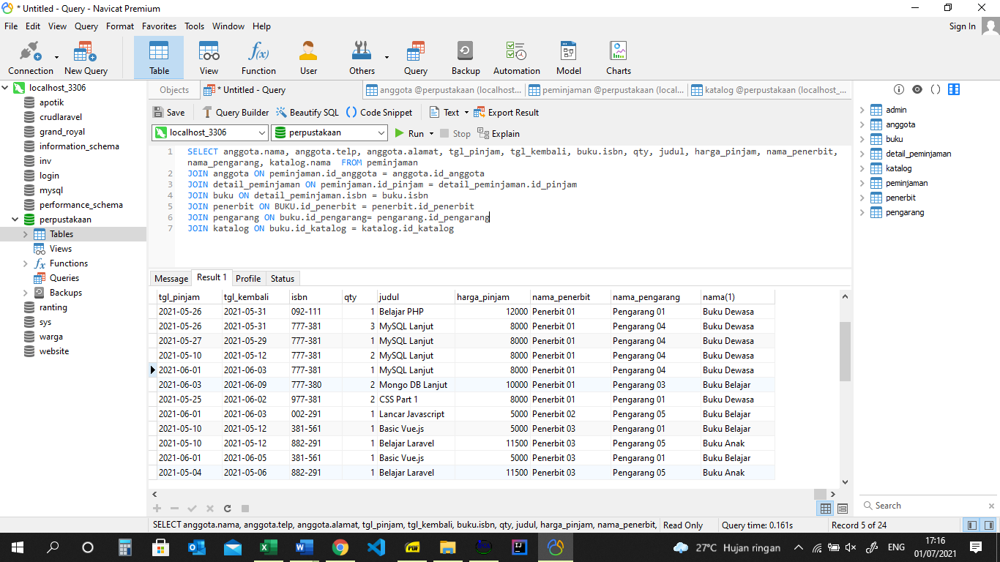 * Untitled - Query - Navicat Premium
File Edit View Query Format Favorites Tools Window Help Sign In
Connection New Query Table View Function User Others Query Backup Automation Model Charts
localhost_3306
apotik
crudlaravel
grand_royal
information_schema
inv
login
mysql
performance_schema
perpustakaan
Tables
Views
Functions
Queries
Backups
ranting
sys
warga
website
Objects * Untitled - Query anggota @perpustakaan (localhost... peminjaman @perpustakaan (local... katalog @perpustakaan (localhost_...
Save Query Builder Beautify SQL Code Snippet Text Export Result
localhost_3306 perpustakaan Run Stop Explain
1 SELECT anggota.nama, anggota.telp, anggota.alamat, tgl_pinjam, tgl_kembali, buku.isbn, qty, judul, harga_pinjam, nama_penerbit,
nama_pengarang, katalog.nama FROM peminjaman
2 JOIN anggota ON peminjaman.id_anggota = anggota.id_anggota
3 JOIN detail_peminjaman ON peminjaman.id_pinjam = detail_peminjaman.id_pinjam
4 JOIN buku ON detail_peminjaman.isbn = buku.isbn
5 JOIN penerbit ON BUKU.id_penerbit = penerbit.id_penerbit
6 JOIN pengarang ON buku.id_pengarang= pengarang.id_pengarang
7 JOIN katalog ON buku.id_katalog = katalog.id_katalog
Message Result 1 Profile Status
tgl_pinjam tgl_kembali isbn qty judul harga_pinjam nama_penerbit nama_pengarang nama(1)
2021-05-26 2021-05-31 092-111 1 Belajar PHP 12000 Penerbit 01 Pengarang 01 Buku Dewasa
2021-05-26 2021-05-31 777-381 3 MySQL Lanjut 8000 Penerbit 01 Pengarang 04 Buku Dewasa
2021-05-27 2021-05-29 777-381 1 MySQL Lanjut 8000 Penerbit 01 Pengarang 04 Buku Dewasa
2021-05-10 2021-05-12 777-381 2 MySQL Lanjut 8000 Penerbit 01 Pengarang 04 Buku Dewasa
2021-06-01 2021-06-03 777-381 1 MySQL Lanjut 8000 Penerbit 01 Pengarang 04 Buku Dewasa
2021-06-03 2021-06-09 777-380 2 Mongo DB Lanjut 10000 Penerbit 01 Pengarang 03 Buku Belajar
2021-05-25 2021-06-02 977-381 2 CSS Part 1 8000 Penerbit 01 Pengarang 01 Buku Dewasa
2021-06-01 2021-06-03 002-291 1 Lancar Javascript 5000 Penerbit 02 Pengarang 05 Buku Belajar
2021-05-10 2021-05-12 381-561 1 Basic Vue.js 5000 Penerbit 03 Pengarang 01 Buku Belajar
2021-05-10 2021-05-12 882-291 1 Belajar Laravel 11500 Penerbit 03 Pengarang 05 Buku Anak
2021-06-01 2021-06-05 381-561 1 Basic Vue.js 5000 Penerbit 03 Pengarang 01 Buku Belajar
2021-05-04 2021-05-06 882-291 1 Belajar Laravel 11500 Penerbit 03 Pengarang 05 Buku Anak
admin
anggota
buku
detail_peminjaman
katalog
peminjaman
penerbit
pengarang
Search
SELECT anggota.nama, anggota.telp, anggota.alamat, tgl_pinjam, tgl_kembali, buku.isbn, qty, judul, harga_pinjam, nama_penerbit, Read Only Query time: 0.161s Record 5 of 24
27°C Hujan ringan ENG 17:16
01/07/2021